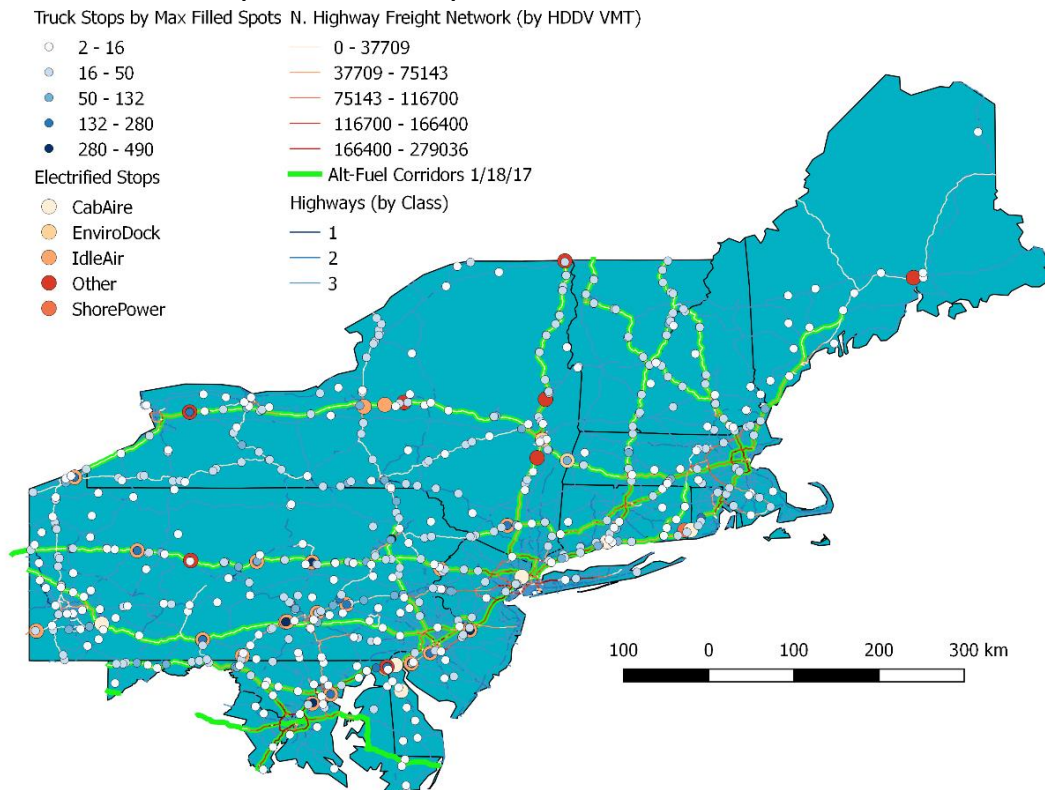 Truck Stops by Max Filled Spots
2 - 16
16 - 50
50 - 132
132 - 280
280 - 490
Electrified Stops
CabAire
EnviroDock
IdleAir
Other
ShorePower
N. Highway Freight Network (by HDDV VMT)
0 - 37709
37709 - 75143
75143 - 116700
116700 - 166400
166400 - 279036
Alt-Fuel Corridors 1/18/17
Highways (by Class)
1
2
3
100 0 100 200 300 km